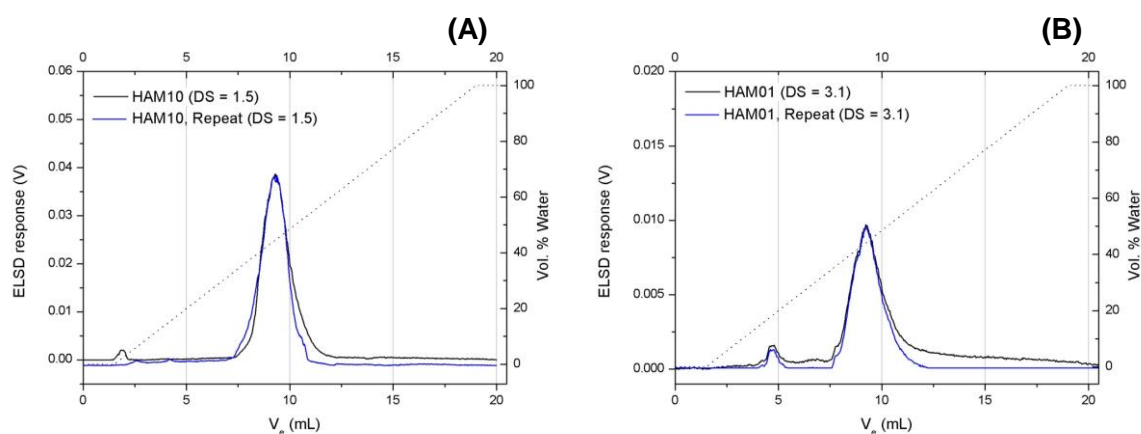 (A)
0 5 10 15 20
0.06
0.05
0.04
0.03
0.02
0.01
0.00
ELSD response (V)
HAM10 (DS = 1.5)
HAM10, Repeat (DS = 1.5)
100
80
60
40
20
0
Vol. % Water
0 5 10 15 20
Vₑ (mL)
(B)
0 5 10 15 20
0.020
0.015
0.010
0.005
0.000
ELSD response (V)
HAM01 (DS = 3.1)
HAM01, Repeat (DS = 3.1)
100
80
60
40
20
0
Vol. % Water
0 5 10 15 20
Vₑ (mL)